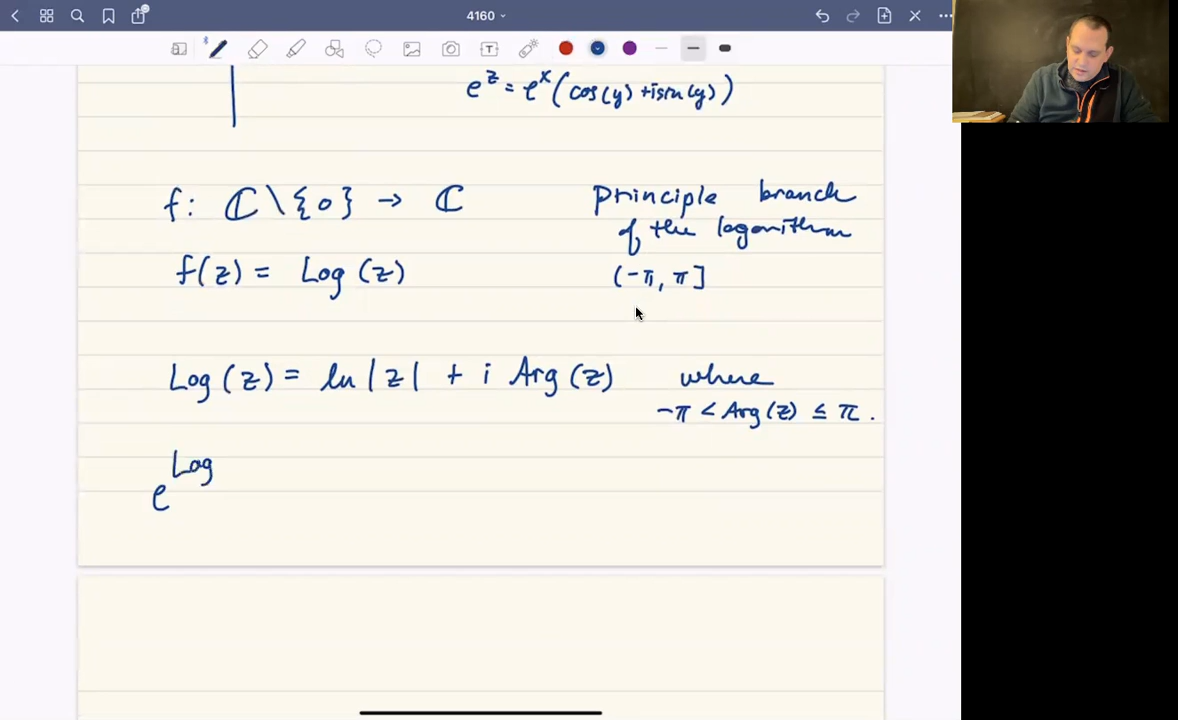 4160
e^z = e^x (cos(y) + i sin(y))
f: ℂ \ {0} → ℂ
Principle branch
of the logarithm
f(z) = Log(z)
(-π, π]
Log(z) = ln|z| + i Arg(z) where
-π < Arg(z) ≤ π.
e^Log